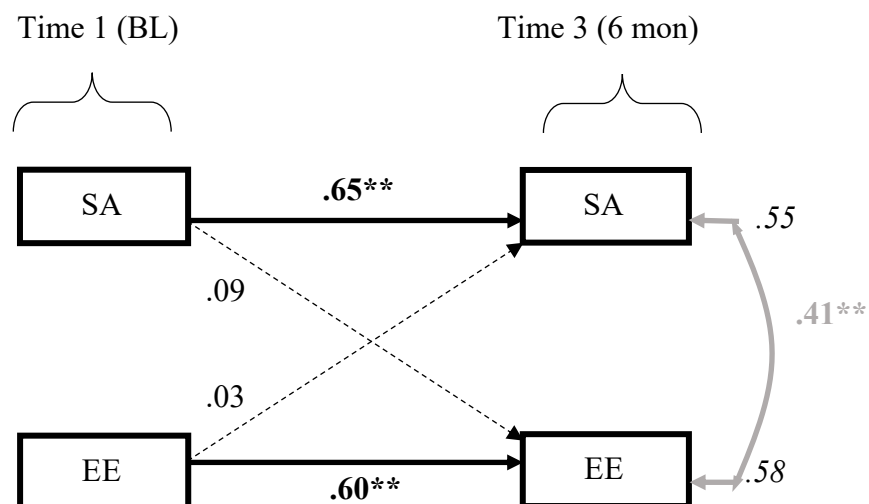 Time 1 (BL)
Time 3 (6 mon)
SA
.65**
SA
.55
.09
.41**
.03
EE
.60**
EE
.58